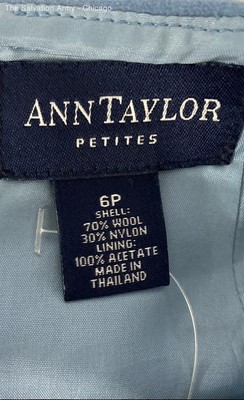 The Salvation Army - Chicago
ANN TAYLOR
PETITES
6P
SHELL:
70% WOOL
30% NYLON
LINING:
100% ACETATE
MADE IN
THAILAND